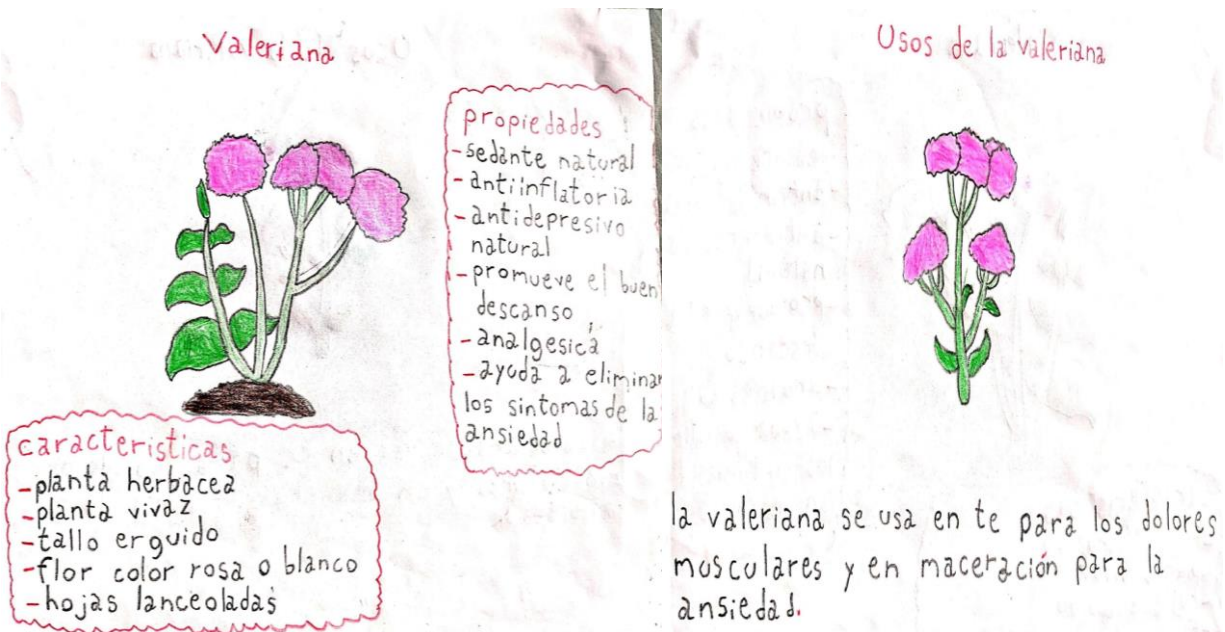 Valeriana
propiedades
-sedante natural
-antiinflatoria
-antidepresivo
natural
-promueve el buen
descanso
-analgesica
-ayuda a eliminar
los sintomas de la
ansiedad
caracteristicas
-planta herbacea
-planta vivaz
-tallo erguido
-flor color rosa o blanco
-hojas lanceoladas
Usos de la valeriana
la valeriana se usa en te para los dolores
musculares y en maceración para la
ansiedad.